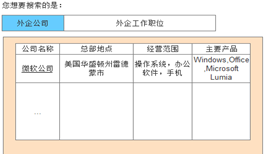 您想要搜索的是：
外企公司 外企工作职位
公司名称 总部地点 经营范围 主要产品
微软公司 美国华盛顿州雷德蒙市 操作系统，办公软件，手机 Windows,Office,Microsoft Lumia
...